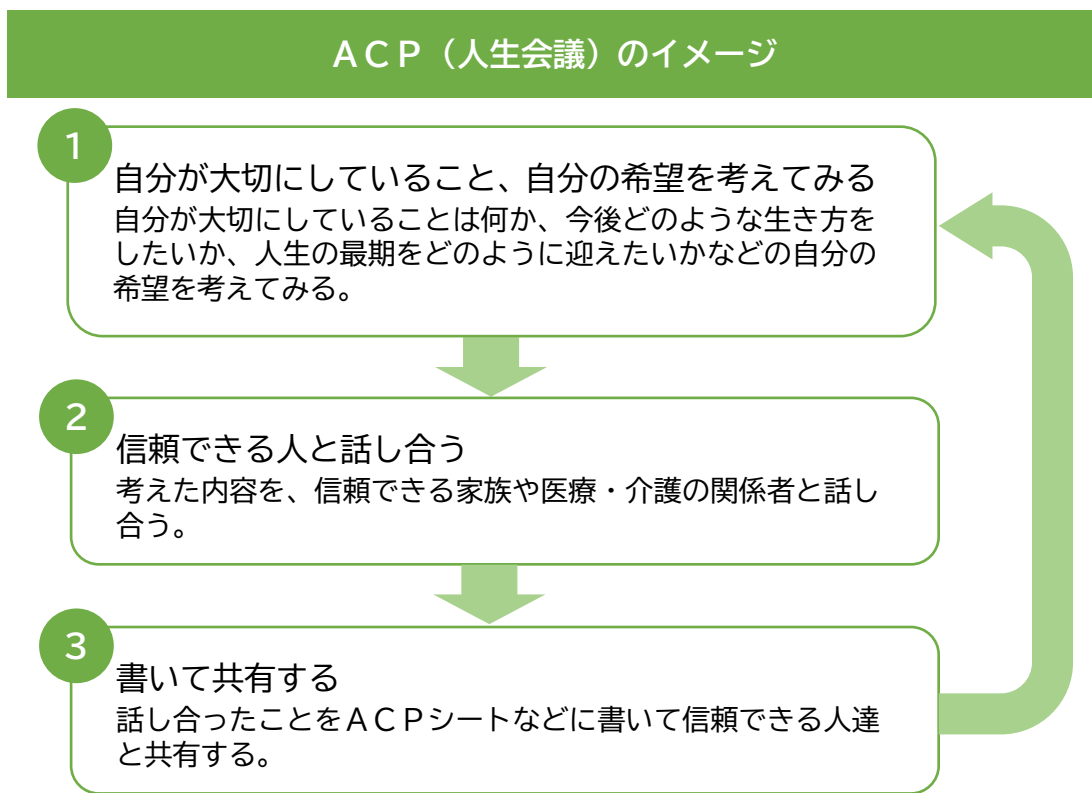 ＡＣＰ（人生会議）のイメージ
1
自分が大切にしていること、自分の希望を考えてみる
自分が大切にしていることは何か、今後どのような生き方を
したいか、人生の最期をどのように迎えたいかなどの自分の
希望を考えてみる。
2
信頼できる人と話し合う
考えた内容を、信頼できる家族や医療・介護の関係者と話し
合う。
3
書いて共有する
話し合ったことをＡＣＰシートなどに書いて信頼できる人達
と共有する。